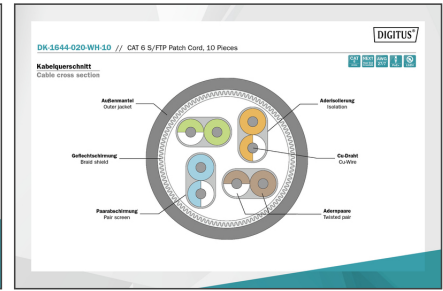 DIGITUS®
DK-1644-020-WH-10 // CAT 6 S/FTP Patch Cord, 10 Pieces
Kabelquerschnitt
Cable cross section
Außenmantel
Outer jacket
Aderisolierung
Isolation
Geflechtschirmung
Braid shield
Cu-Draht
Cu-Wire
Paarabschirmung
Pair screen
Adernpaare
Twisted pair